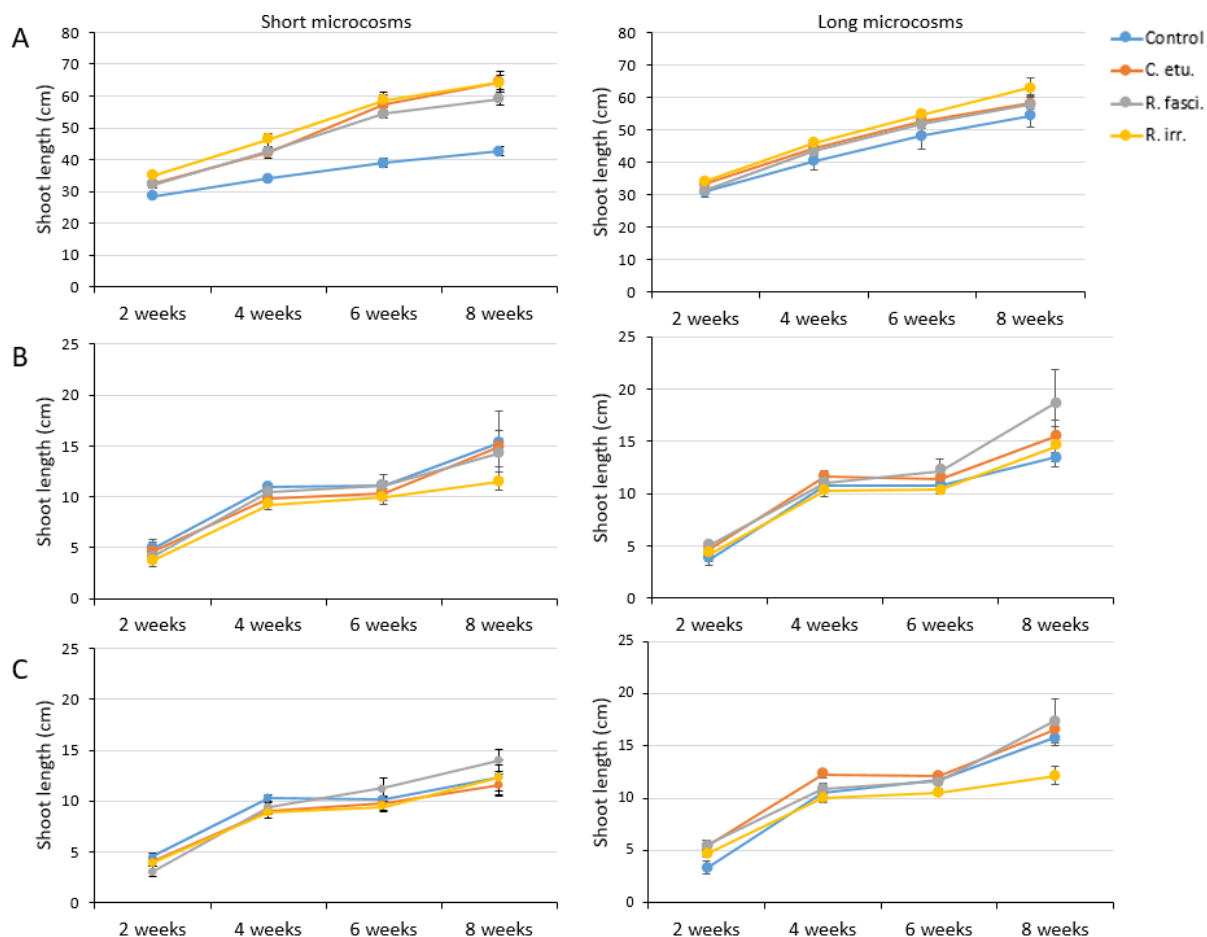 Short microcosms
Long microcosms
A
Shoot length (cm)
80
70
60
50
40
30
20
10
0
2 weeks 4 weeks 6 weeks 8 weeks
Shoot length (cm)
80
70
60
50
40
30
20
10
0
2 weeks 4 weeks 6 weeks 8 weeks
Control
C. etu.
R. fasci.
R. irr.
B
Shoot length (cm)
25
20
15
10
5
0
2 weeks 4 weeks 6 weeks 8 weeks
Shoot length (cm)
25
20
15
10
5
0
2 weeks 4 weeks 6 weeks 8 weeks
C
Shoot length (cm)
25
20
15
10
5
0
2 weeks 4 weeks 6 weeks 8 weeks
Shoot length (cm)
25
20
15
10
5
0
2 weeks 4 weeks 6 weeks 8 weeks